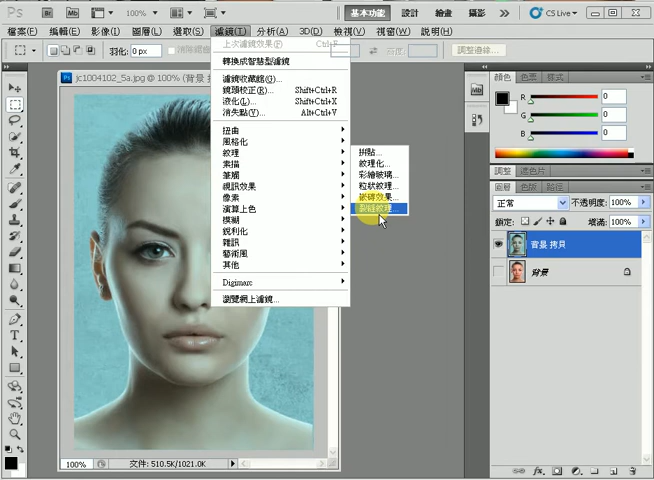 Ps Br Mb 100% 基本功能 設計 繪畫 攝影 >> CS Live
檔案(F) 編輯(E) 影像(I) 圖層(L) 選取(S) 濾鏡(T) 分析(A) 3D(D) 檢視(V) 視窗(W) 說明(H)
羽化: 0 px 消除鋸齒 高度: 調整邊緣...
上次濾鏡效果(F) Ctrl+F
轉換成智慧型濾鏡
濾鏡收藏館(G)...
鏡頭校正(R)... Shift+Ctrl+R
液化(L)... Shift+Ctrl+X
消失點(V)... Alt+Ctrl+V
扭曲
風格化
紋理
素描
筆觸
視訊效果
像素
演算上色
模糊
銳利化
雜訊
藝術風
其他
Digimarc
瀏覽網上濾鏡...
拼貼...
紋理化...
彩繪玻璃...
粒狀紋理...
嵌磚效果...
裂縫紋理...
jc1004102_5a.jpg @ 100% (背景 拷貝
100% 文件: 510.5K/1021.0K
顏色 色票 樣式
R 0
G 0
B 0
調整 遮色片
圖層 色版 路徑
正常 不透明度: 100%
鎖定: 填滿: 100%
背景 拷貝
背景
fx